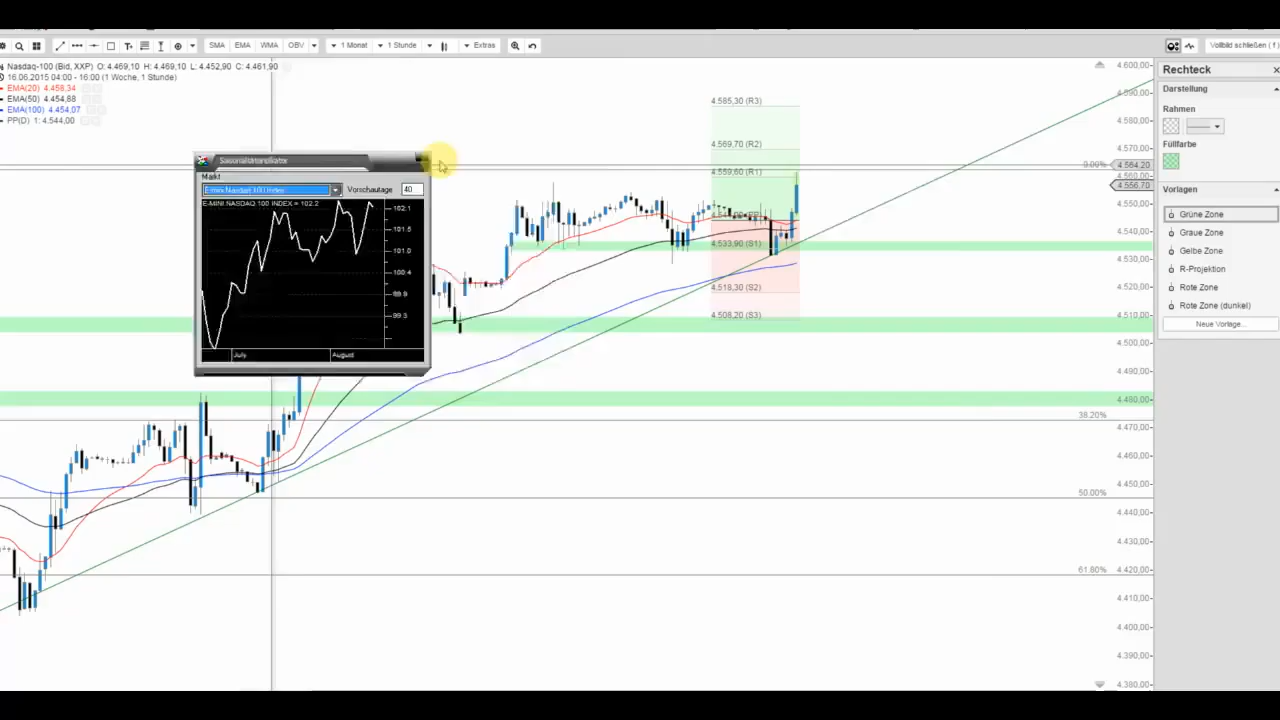 SMA EMA WMA OBV 1 Monat 1 Stunde Extras Vollbild schließen (f)
Nasdaq-100 (Bid, XXP) O: 4.469,10 H: 4.469,10 L: 4.452,90 C: 4.461,90
16.06.2015 04:00 - 16:00 (1 Woche, 1 Stunde)
EMA(20) 4.458,34
EMA(50) 4.454,88
EMA(100) 4.454,07
PP(D) 1: 4.544,00
Markt
E-mini Nasdaq 100 Index Vorschautage 40
E-MINI NASDAQ 100 INDEX = 102.2
102.1
101.5
101.0
100.4
99.9
99.3
July August
4.585,30 (R3)
4.569,70 (R2)
4.559,60 (R1)
4.533,90 (S1)
4.518,30 (S2)
4.508,20 (S3)
0.00%
38.20%
50.00%
61.80%
4.600,00
4.590,00
4.580,00
4.570,00
4.564,20
4.560,00
4.556,70
4.550,00
4.540,00
4.530,00
4.520,00
4.510,00
4.500,00
4.490,00
4.480,00
4.470,00
4.460,00
4.450,00
4.440,00
4.430,00
4.420,00
4.410,00
4.400,00
4.390,00
4.380,00
Rechteck
Darstellung
Rahmen
Füllfarbe
Vorlagen
Grüne Zone
Graue Zone
Gelbe Zone
R-Projektion
Rote Zone
Rote Zone (dunkel)
Neue Vorlage...